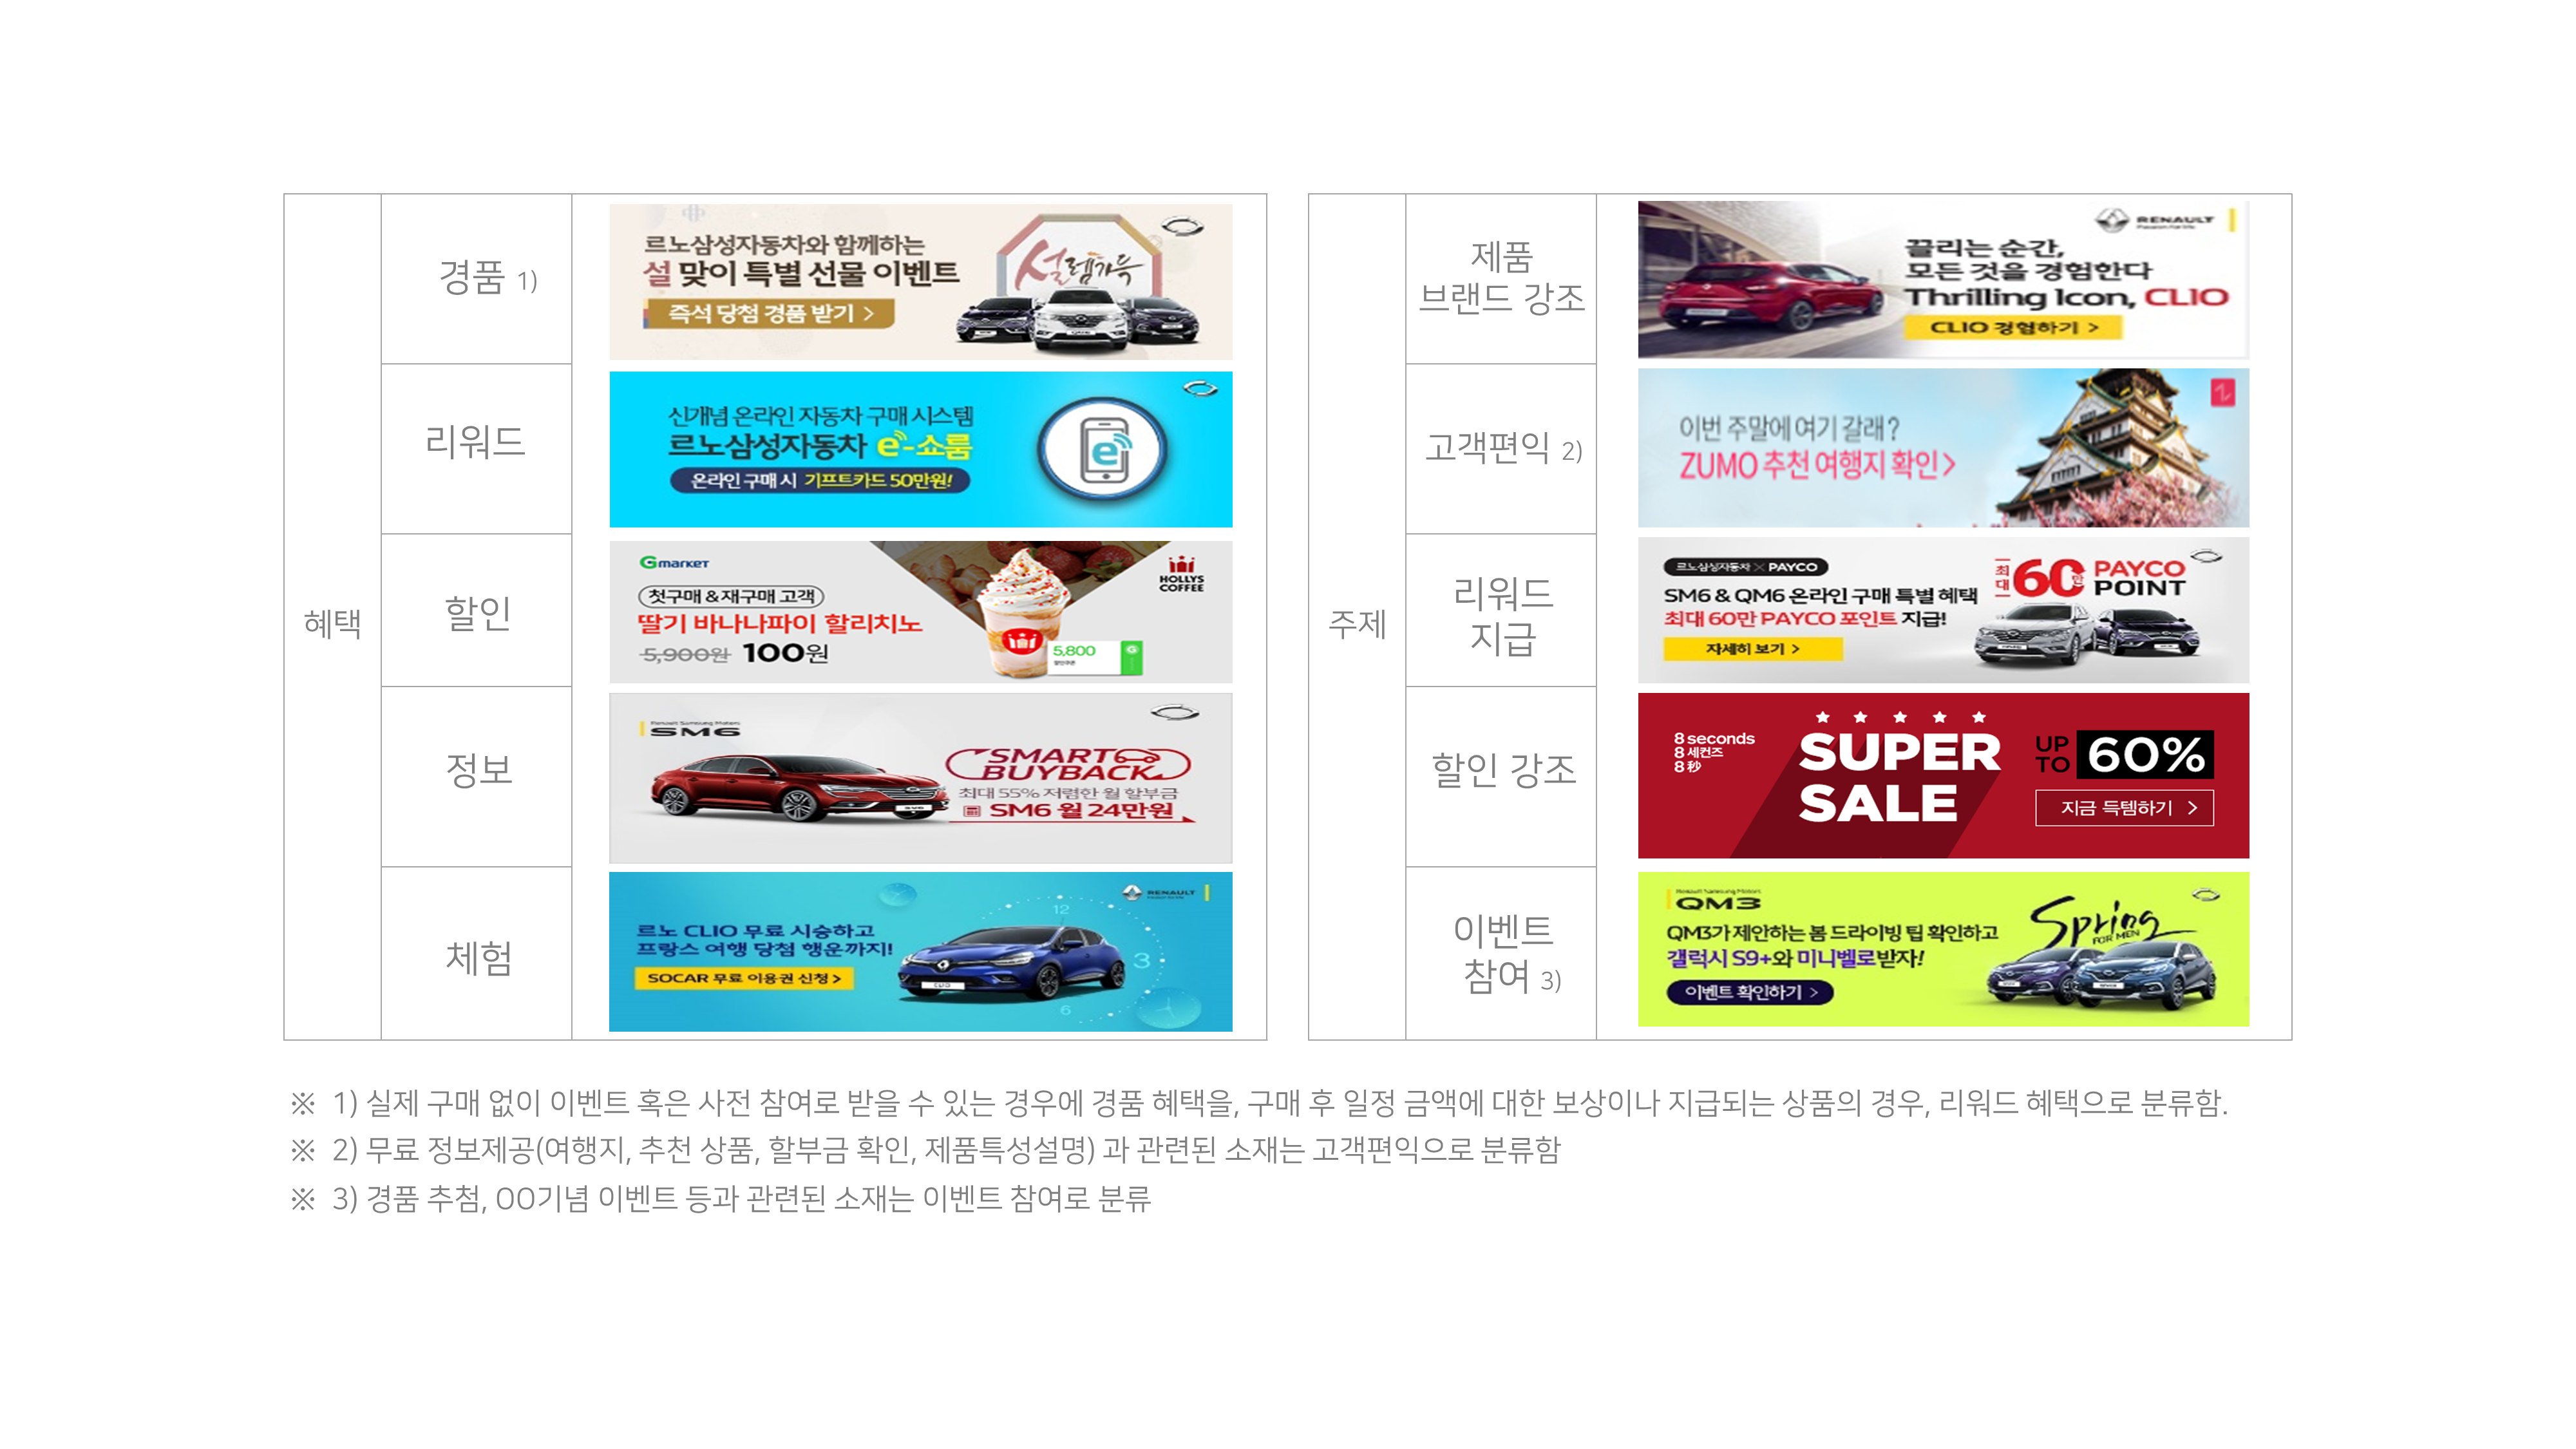 혜택
경품 1)
르노삼성자동차와 함께하는
설 맞이 특별 선물 이벤트
즉석 당첨 경품 받기 >
설렘가득
리워드
신개념 온라인 자동차 구매 시스템
르노삼성자동차 e-쇼룸
온라인 구매 시 기프트카드 50만원!
e
할인
Gmarket
첫구매 & 재구매 고객
딸기 바나나파이 할리치노
5,900원 100원
HOLLYS
COFFEE
5,800
할인쿠폰
G
정보
Renault Samsung Motors
SM6
SMART
BUYBACK
최대 55% 저렴한 월 할부금
SM6 월 24만원
체험
르노 CLIO 무료 시승하고
프랑스 여행 당첨 행운까지!
SOCAR 무료 이용권 신청 >
RENAULT
12
3
6
CLIO
주제
제품
브랜드 강조
RENAULT
Passion for life
끌리는 순간,
모든 것을 경험한다
Thrilling Icon, CLIO
CLIO 경험하기 >
고객편익 2)
이번 주말에 여기 갈래?
ZUMO 추천 여행지 확인 >
리워드
지급
르노삼성자동차 × PAYCO
SM6 & QM6 온라인 구매 특별 혜택
최대 60만 PAYCO 포인트 지급!
자세히 보기 >
최대 60만 PAYCO
POINT
할인 강조
8 seconds
8 세컨즈
8 秒
SUPER
SALE
UP
TO 60%
지금 득템하기 >
이벤트
참여 3)
Renault Samsung Motors
QM3
QM3가 제안하는 봄 드라이빙 팁 확인하고
갤럭시 S9+와 미니벨로받자!
이벤트 확인하기 >
Spring
FOR MEN
※ 1) 실제 구매 없이 이벤트 혹은 사전 참여로 받을 수 있는 경우에 경품 혜택을, 구매 후 일정 금액에 대한 보상이나 지급되는 상품의 경우, 리워드 혜택으로 분류함.
※ 2) 무료 정보제공(여행지, 추천 상품, 할부금 확인, 제품특성설명) 과 관련된 소재는 고객편익으로 분류함
※ 3) 경품 추첨, OO기념 이벤트 등과 관련된 소재는 이벤트 참여로 분류